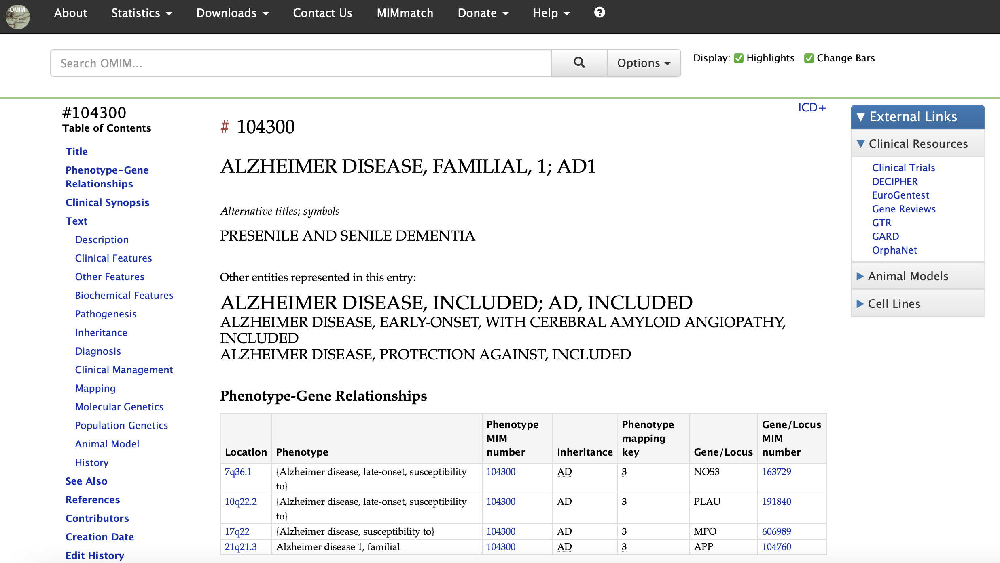 OMIM
About Statistics Downloads Contact Us MIMmatch Donate Help ?
Search OMIM...
Options
Display: Highlights Change Bars
#104300
Table of Contents
Title
Phenotype-Gene
Relationships
Clinical Synopsis
Text
Description
Clinical Features
Other Features
Biochemical Features
Pathogenesis
Inheritance
Diagnosis
Clinical Management
Mapping
Molecular Genetics
Population Genetics
Animal Model
History
See Also
References
Contributors
Creation Date
Edit History
ICD+
# 104300
ALZHEIMER DISEASE, FAMILIAL, 1; AD1
Alternative titles; symbols
PRESENILE AND SENILE DEMENTIA
Other entities represented in this entry:
ALZHEIMER DISEASE, INCLUDED; AD, INCLUDED
ALZHEIMER DISEASE, EARLY-ONSET, WITH CEREBRAL AMYLOID ANGIOPATHY,
INCLUDED
ALZHEIMER DISEASE, PROTECTION AGAINST, INCLUDED
Phenotype-Gene Relationships
Location Phenotype Phenotype MIM number Inheritance Phenotype mapping key Gene/Locus Gene/Locus MIM number
7q36.1 {Alzheimer disease, late-onset, susceptibility to} 104300 AD 3 NOS3 163729
10q22.2 {Alzheimer disease, late-onset, susceptibility to} 104300 AD 3 PLAU 191840
17q22 {Alzheimer disease, susceptibility to} 104300 AD 3 MPO 606989
21q21.3 Alzheimer disease 1, familial 104300 AD 3 APP 104760
▼ External Links
▼ Clinical Resources
Clinical Trials
DECIPHER
EuroGentest
Gene Reviews
GTR
GARD
OrphaNet
▶ Animal Models
▶ Cell Lines